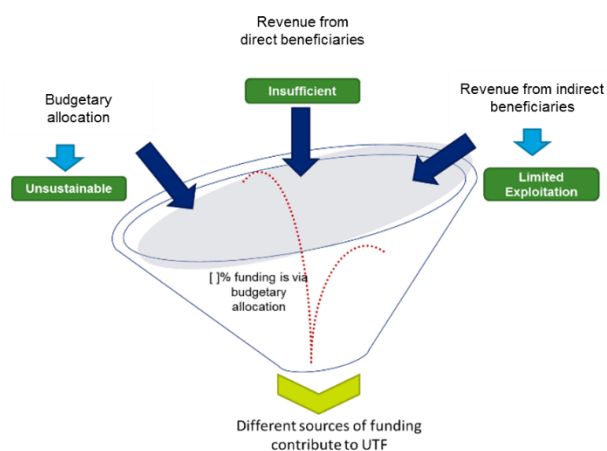 Revenue from
direct beneficiaries
Insufficient
Budgetary
allocation
Unsustainable
Revenue from indirect
beneficiaries
Limited
Exploitation
[ ]% funding is via
budgetary
allocation
Different sources of funding
contribute to UTF